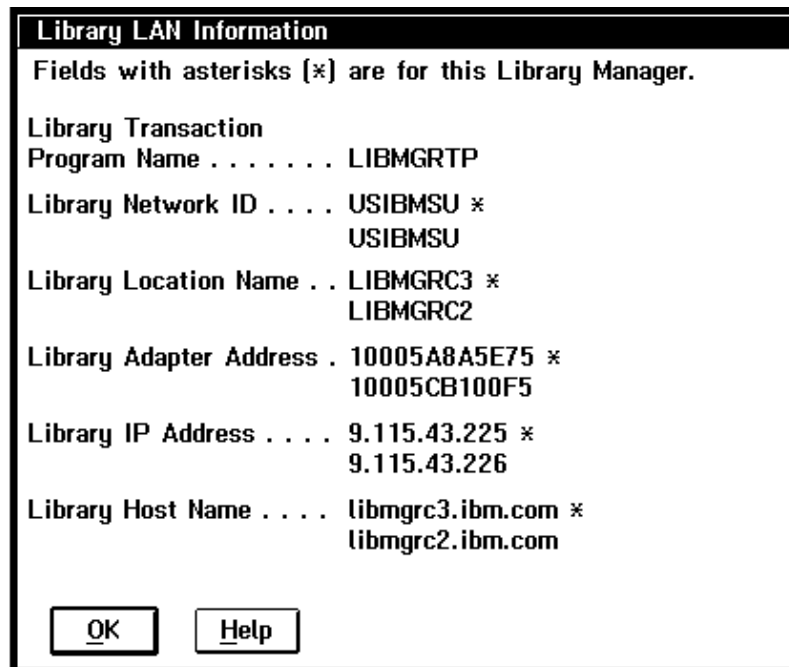 Library LAN Information
Fields with asterisks (*) are for this Library Manager.
Library Transaction
Program Name . . . . . . . LIBMGRTP
Library Network ID . . . . USIBMSU *
USIBMSU
Library Location Name . . LIBMGRC3 *
LIBMGRC2
Library Adapter Address . 10005A8A5E75 *
10005CB100F5
Library IP Address . . . . 9.115.43.225 *
9.115.43.226
Library Host Name . . . . libmgrc3.ibm.com *
libmgrc2.ibm.com
OK Help